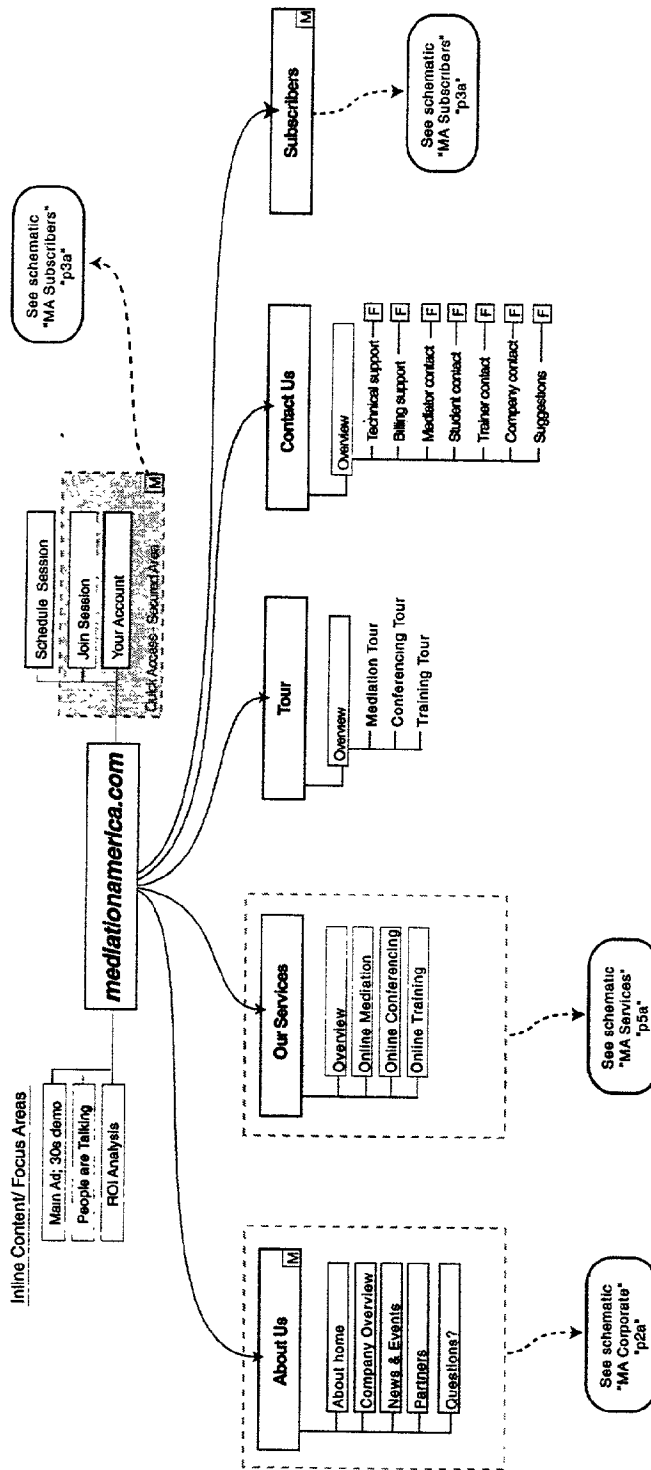 Inline Content/ Focus Areas
Main Ad; 30s demo
People are Talking
ROI Analysis
mediationamerica.com
Schedule Session
Join Session
Your Account
Quick Access - Secured Area
M
See schematic
"MA Subscribers"
"p3a"
About Us
M
About home
Company Overview
News & Events
Partners
Questions?
See schematic
"MA Corporate"
"p2a"
Our Services
Overview
Online Mediation
Online Conferencing
Online Training
See schematic
"MA Services"
"p5a"
Tour
Overview
Mediation Tour
Conferencing Tour
Training Tour
Contact Us
Overview
Technical support F
Billing support F
Mediator contact F
Student contact F
Trainer contact F
Company contact F
Suggestions F
Subscribers
M
See schematic
"MA Subscribers"
"p3a"